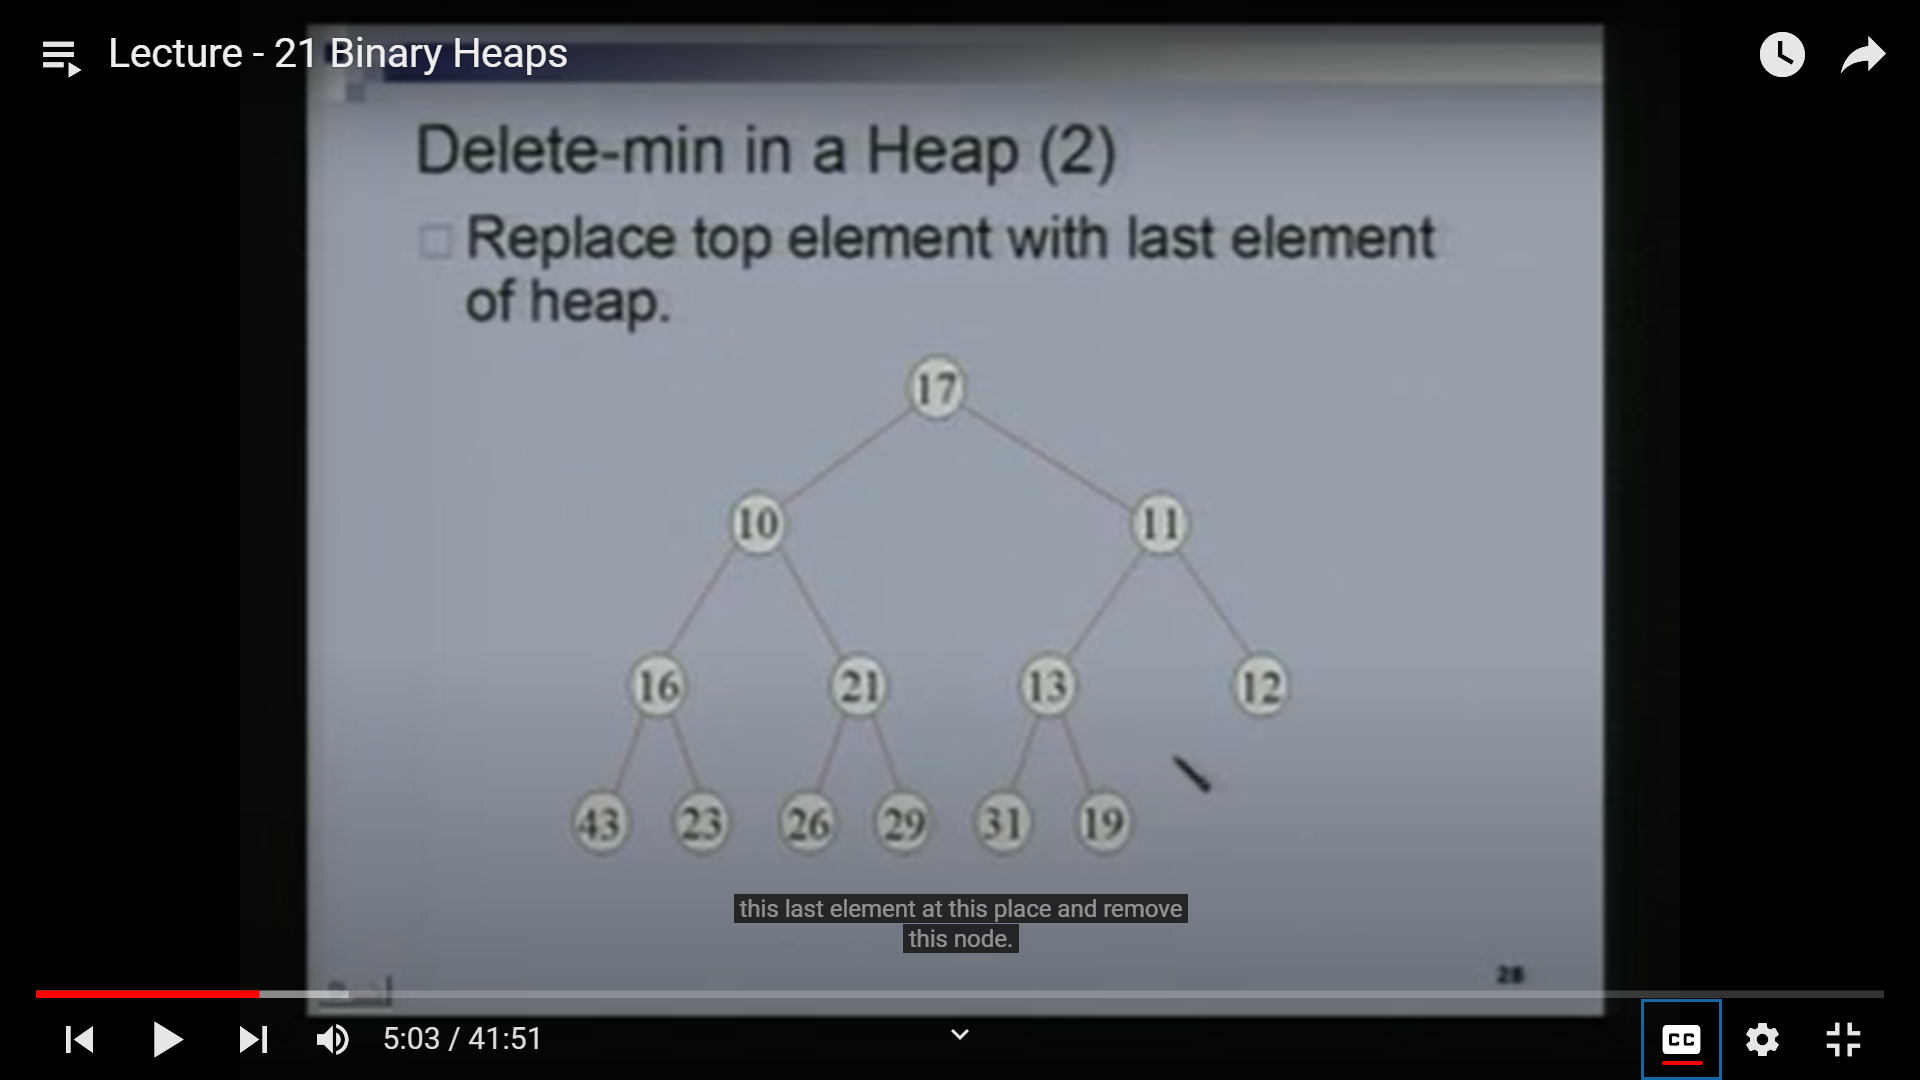 Lecture - 21 Binary Heaps
Delete-min in a Heap (2)
Replace top element with last element
of heap.
17
10 11
16 21 13 12
43 23 26 29 31 19
this last element at this place and remove
this node.
28
5:03 / 41:51
CC